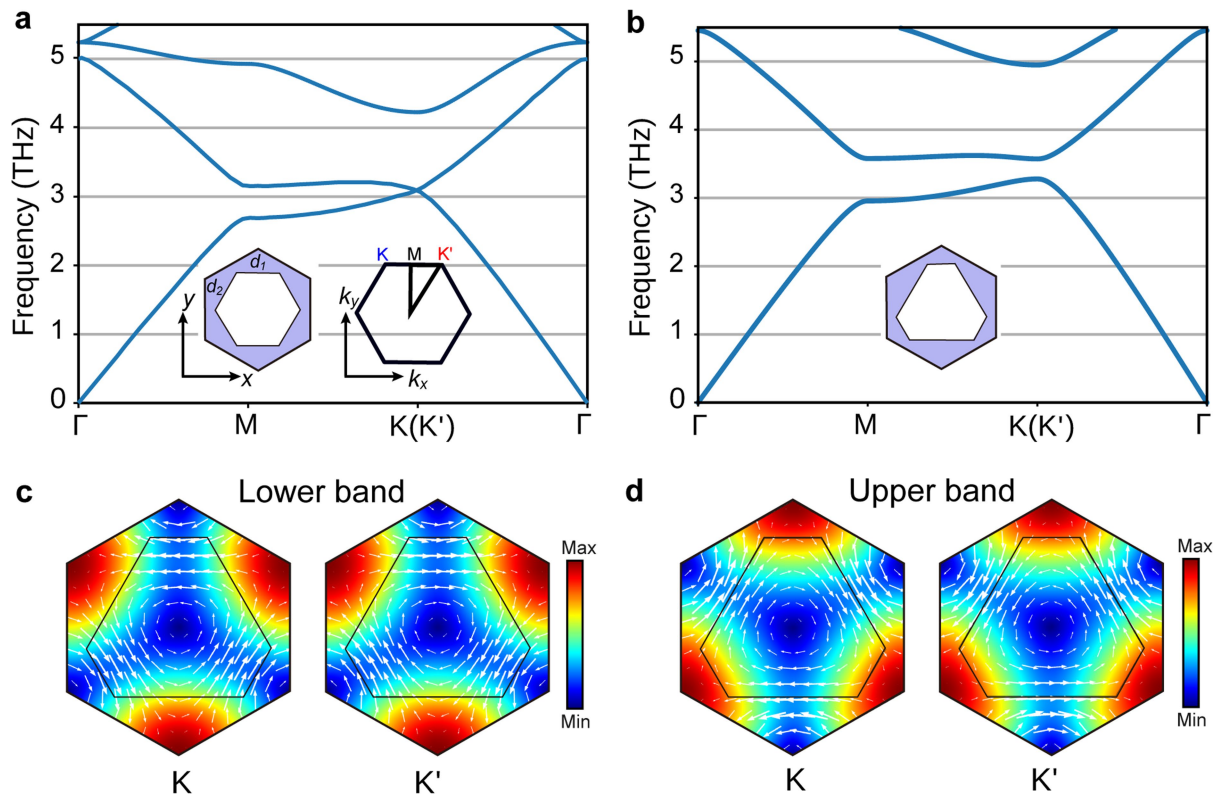 a
Frequency (THz)
5
4
3
2
1
0
Γ
M
K(K')
Γ
d1
d2
y
x
K
M
K'
ky
kx
b
Frequency (THz)
5
4
3
2
1
0
Γ
M
K(K')
Γ
c
Lower band
K
K'
Max
Min
d
Upper band
K
K'
Max
Min